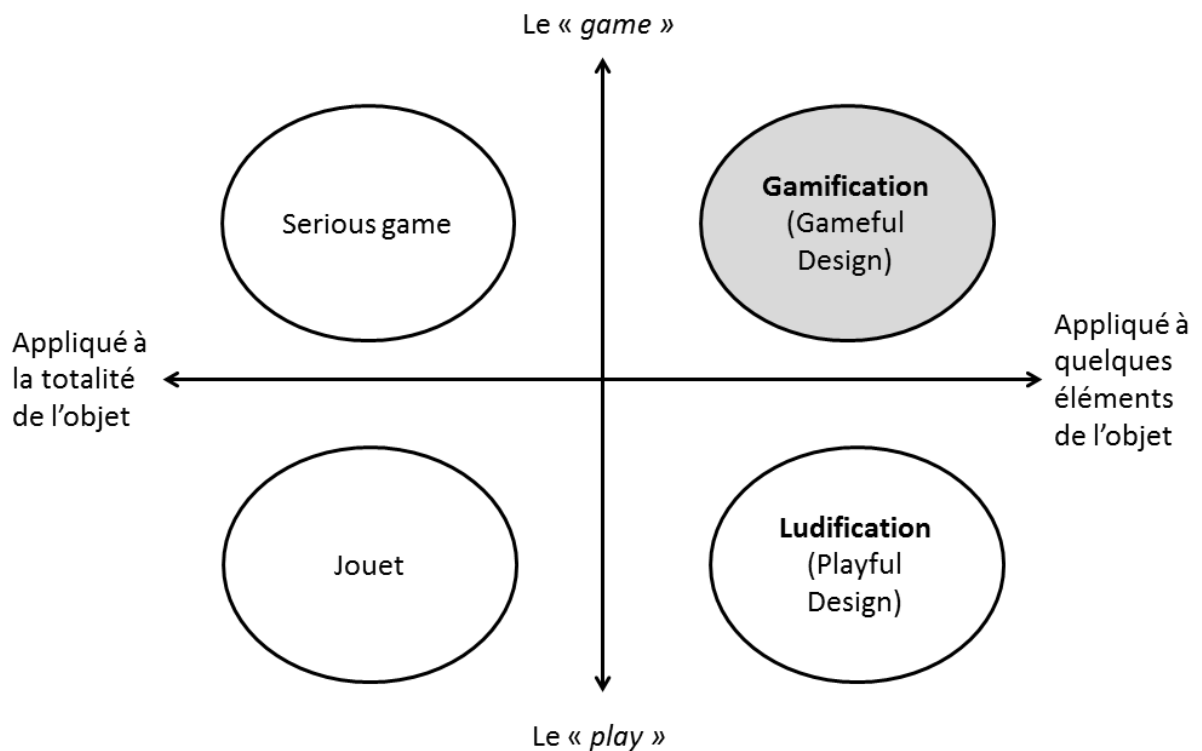 Le « game »
Serious game
Gamification
(Gameful
Design)
Appliqué à
la totalité
de l’objet
Appliqué à
quelques
éléments
de l’objet
Jouet
Ludification
(Playful
Design)
Le « play »